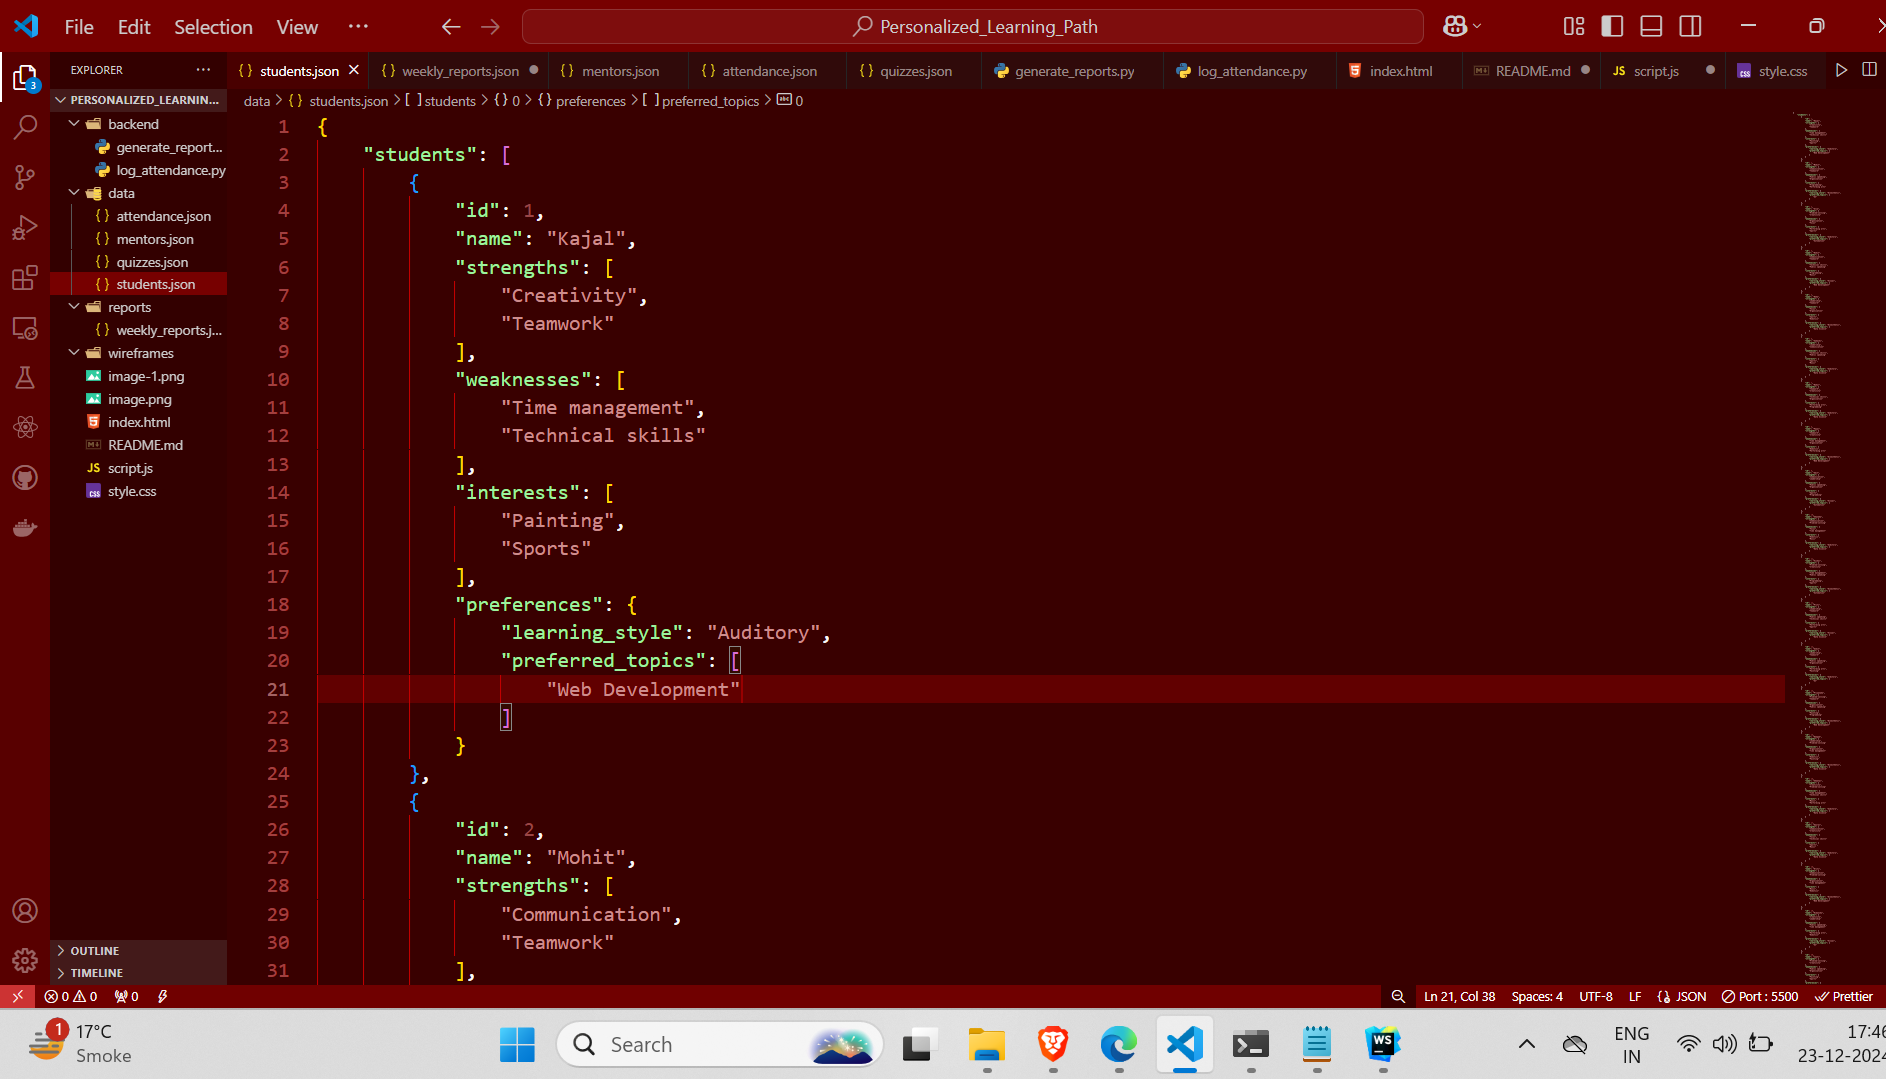 File Edit Selection View ··· Personalized_Learning_Path
EXPLORER ··· students.json weekly_reports.json mentors.json attendance.json quizzes.json generate_reports.py log_attendance.py index.html README.md JS script.js style.css
data > {} students.json > [ ] students > {} 0 > {} preferences > [ ] preferred_topics > 0
3
PERSONALIZED_LEARNIN...
backend
generate_report...
log_attendance.py
data
{} attendance.json
{} mentors.json
{} quizzes.json
{} students.json
reports
{} weekly_reports.j...
wireframes
image-1.png
image.png
index.html
README.md
JS script.js
style.css
OUTLINE
TIMELINE
1 {
2 "students": [
3 {
4 "id": 1,
5 "name": "Kajal",
6 "strengths": [
7 "Creativity",
8 "Teamwork"
9 ],
10 "weaknesses": [
11 "Time management",
12 "Technical skills"
13 ],
14 "interests": [
15 "Painting",
16 "Sports"
17 ],
18 "preferences": {
19 "learning_style": "Auditory",
20 "preferred_topics": [
21 "Web Development"
22 ]
23 }
24 },
25 {
26 "id": 2,
27 "name": "Mohit",
28 "strengths": [
29 "Communication",
30 "Teamwork"
31 ],
0 0 0 Ln 21, Col 38 Spaces: 4 UTF-8 LF JSON Port : 5500 Prettier
1 17°C
Smoke
Search
WS
ENG
IN
17:46
23-12-2024